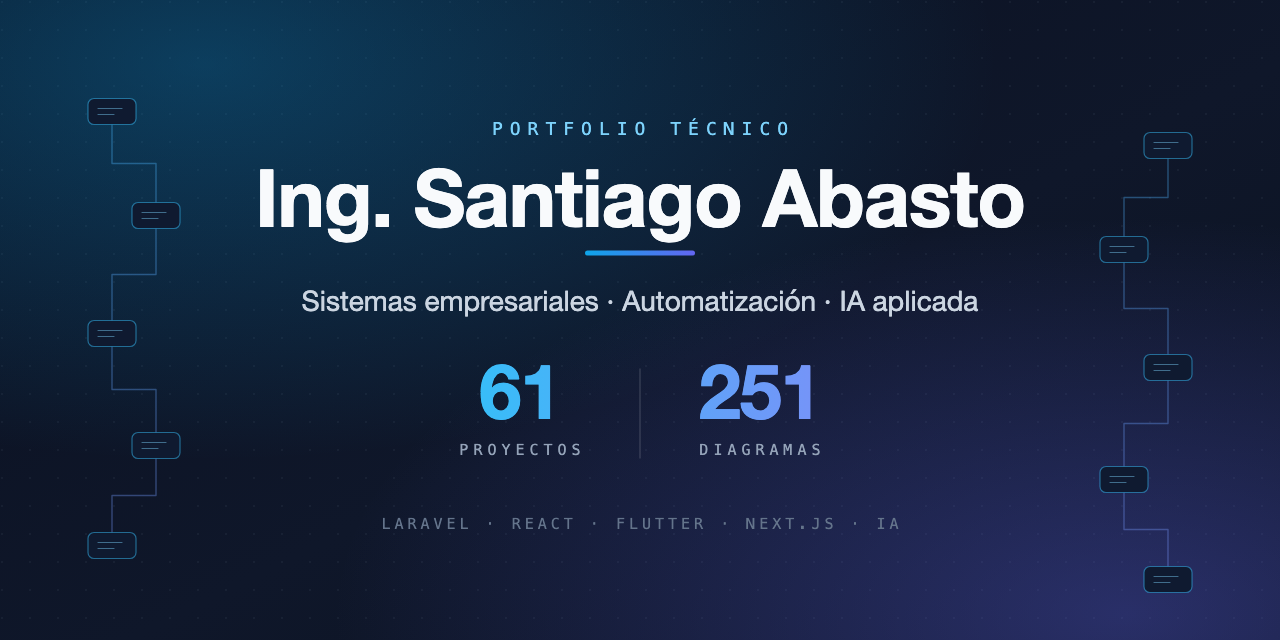 PORTFOLIO TÉCNICO
Ing. Santiago Abasto
Sistemas empresariales · Automatización · IA aplicada
61 251
PROYECTOS DIAGRAMAS
LARAVEL · REACT · FLUTTER · NEXT.JS · IA